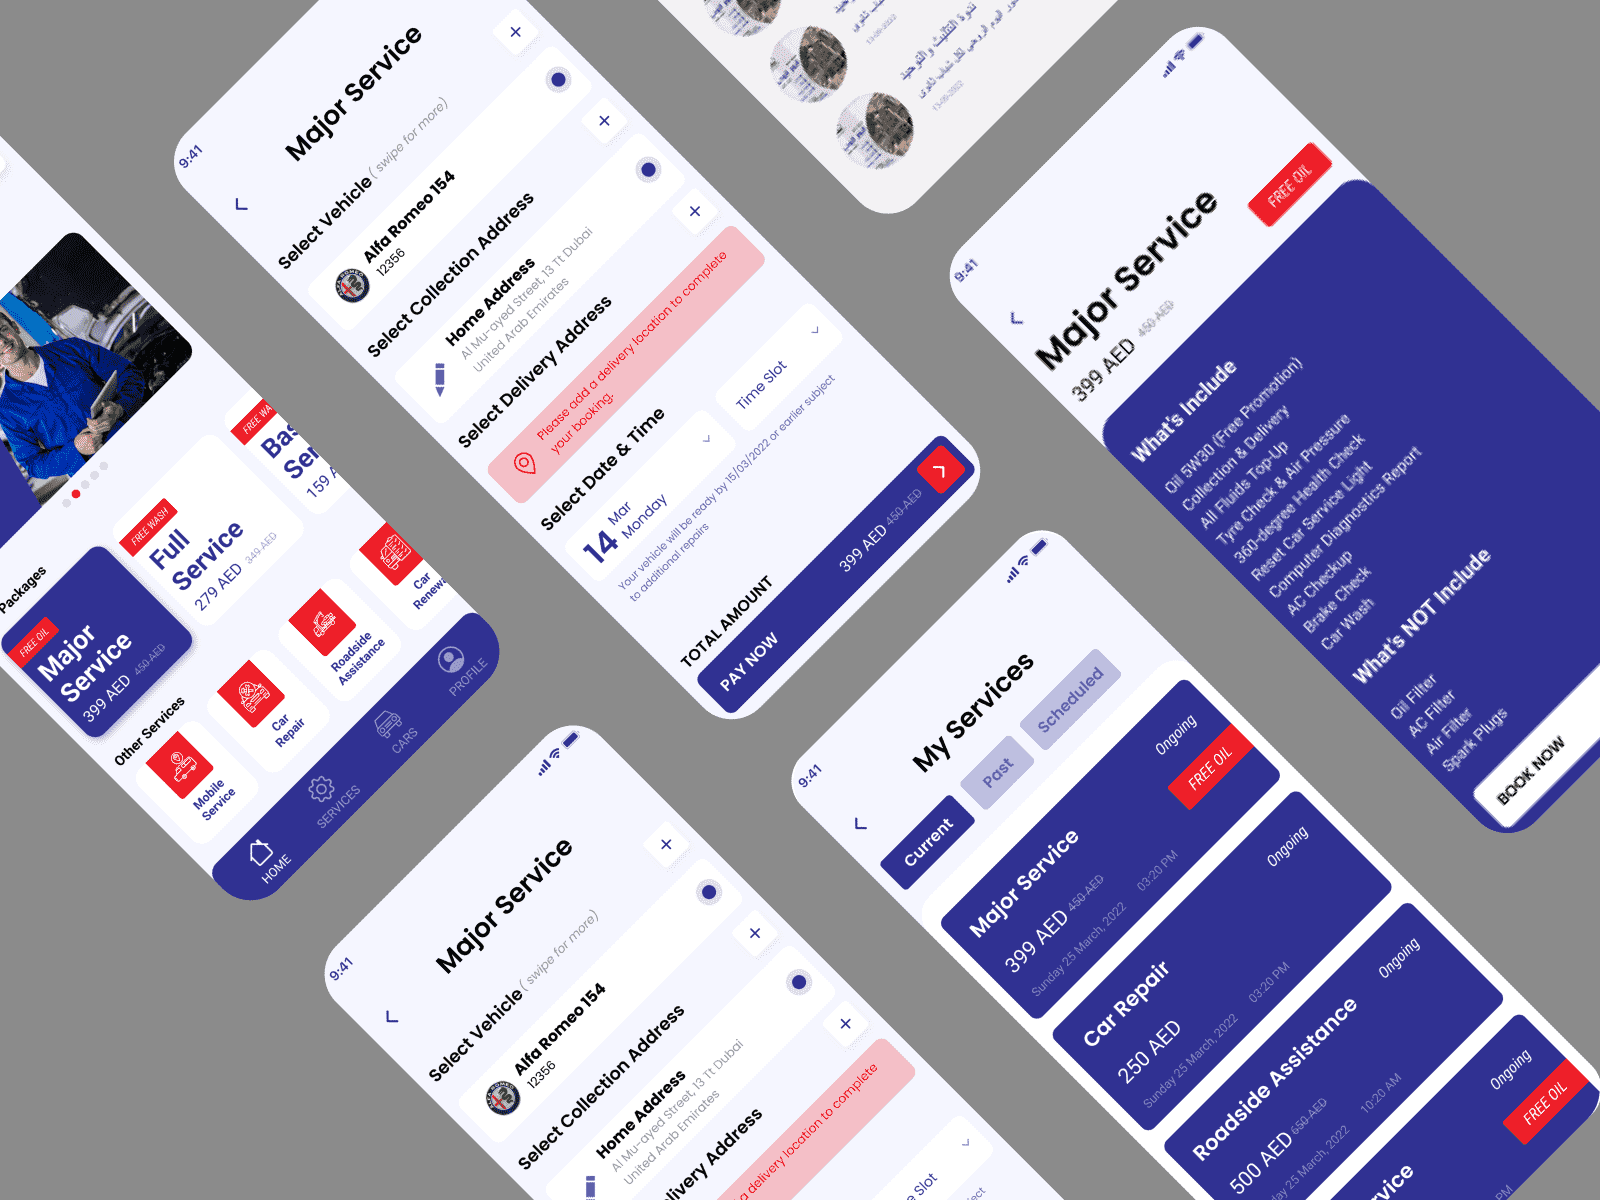 Packages
FREE OIL
Major
Service
399 AED 450 AED
FREE WASH
Full
Service
279 AED 349 AED
FREE WA
Bas
Ser
159 A
Other Services
Mobile
Service
Car
Repair
Roadside
Assistance
Car
Renewa
HOME
SERVICES
CARS
PROFILE
9:41
Major Service
Select Vehicle ( swipe for more)
Alfa Romeo 154
12356
Select Collection Address
Home Address
Al Mu-ayed Street, 13 Tt Dubai
United Arab Emirates
Select Delivery Address
Please add a delivery location to complete
your booking.
Select Date & Time
14
Mar
Monday
Time Slot
Your vehicle will be ready by 15/03/2022 or earlier subject
to additional repairs
TOTAL AMOUNT
399 AED 450 AED
PAY NOW
13-06-2022
ندوة التثليث و التوحيد
13-06-2022
9:41
FREE OIL
Major Service
399 AED 450 AED
What's Include
Oil 5W30 (Free Promotion)
Collection & Delivery
All Fluids Top-Up
Tyre Check & Air Pressure
360-degree Health Check
Reset Car Service Light
Computer Diagnostics Report
AC Checkup
Brake Check
Car Wash
What's NOT Include
Oil Filter
AC Filter
Air Filter
Spark Plugs
BOOK NOW
9:41
Major Service
Select Vehicle ( swipe for more)
Alfa Romeo 154
12356
Select Collection Address
Home Address
Al Mu-ayed Street, 13 Tt Dubai
United Arab Emirates
livery Address
a delivery location to complete
e Slot
ject
9:41
My Services
Current
Past
Scheduled
Major Service
Ongoing
FREE OIL
399 AED 450 AED
Sunday 25 March, 2022
03:20 PM
Car Repair
Ongoing
250 AED
Sunday 25 March, 2022
03:20 PM
Roadside Assistance
Ongoing
500 AED 650 AED
day 25 March, 2022
10:20 AM
rvice
Ongoing
FREE OIL